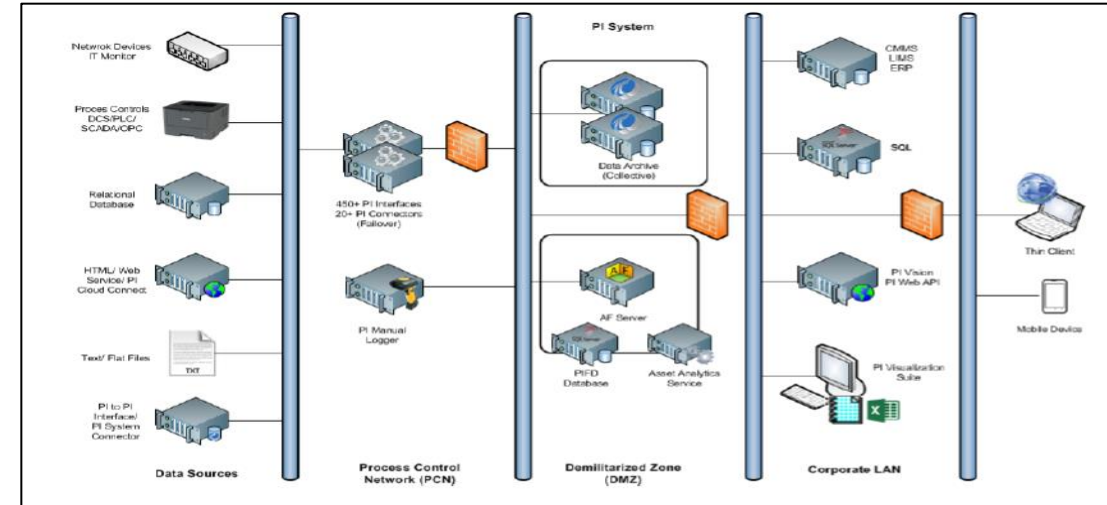 Netwrok Devices
IT Monitor
Proces Controls
DCS/PLC/
SCADA/OPC
Relational
Database
HTML/ Web
Service/ PI
Cloud Connect
Text/ Flat Files
TXT
PI to PI
Interface/
PI System
Connector
Data Sources
450+ PI Interfaces
20+ PI Connectors
(Failover)
PI Manual
Logger
Process Control
Network (PCN)
PI System
Data Archive
(Collective)
AF Server
SQL Server
PIFD
Database
Asset Analytics
Service
Demilitarized Zone
(DMZ)
CMMS
LIMS
ERP
SQL Server
SQL
PI Vision
PI Web API
PI Visualization
Suite
Corporate LAN
Thin Client
Mobile Device